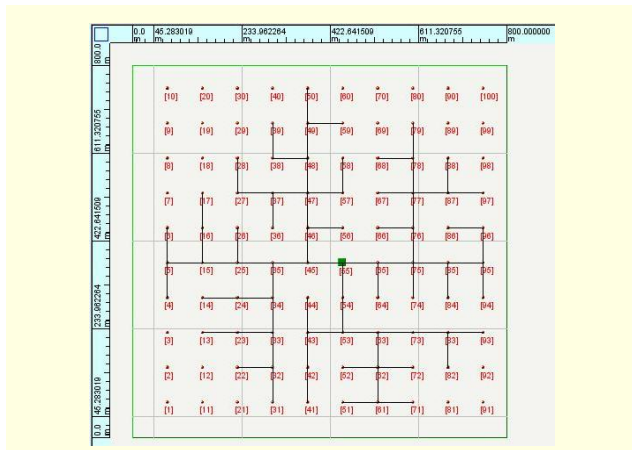 0.0 45.283019 233.962264 422.641509 611.320755 800.000000
m m m m m m
800.0 m
[10] [20] [30] [40] [50] [60] [70] [80] [90] [100]
611.320755 m
[9] [19] [29] [39] [49] [59] [69] [79] [89] [99]
[8] [18] [28] [38] [48] [58] [68] [78] [88] [98]
422.641509 m
[7] [17] [27] [37] [47] [57] [67] [77] [87] [97]
[6] [16] [26] [36] [46] [56] [66] [76] [86] [96]
[5] [15] [25] [35] [45] [55] [65] [75] [85] [95]
233.962264 m
[4] [14] [24] [34] [44] [54] [64] [74] [84] [94]
[3] [13] [23] [33] [43] [53] [63] [73] [83] [93]
45.283019 m
[2] [12] [22] [32] [42] [52] [62] [72] [82] [92]
[1] [11] [21] [31] [41] [51] [61] [71] [81] [91]
0.0 m